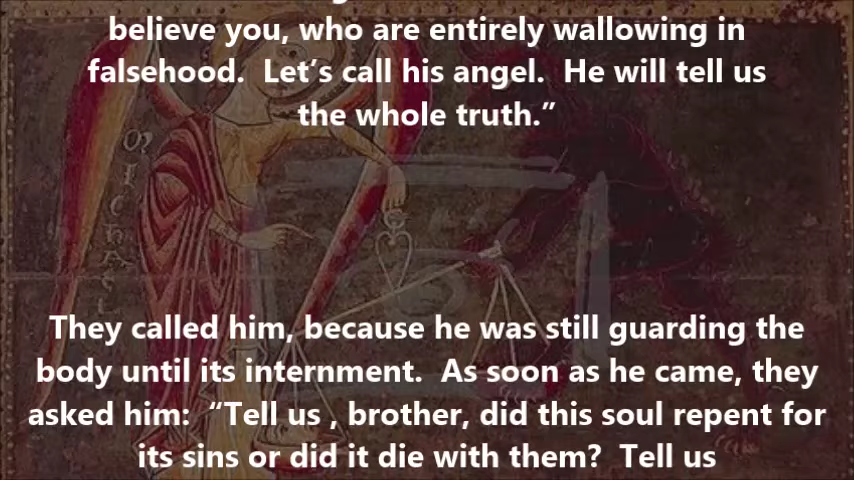 believe you, who are entirely wallowing in
falsehood.  Let’s call his angel.  He will tell us
the whole truth.”
They called him, because he was still guarding the
body until its internment.  As soon as he came, they
asked him:  “Tell us , brother, did this soul repent for
its sins or did it die with them?  Tell us